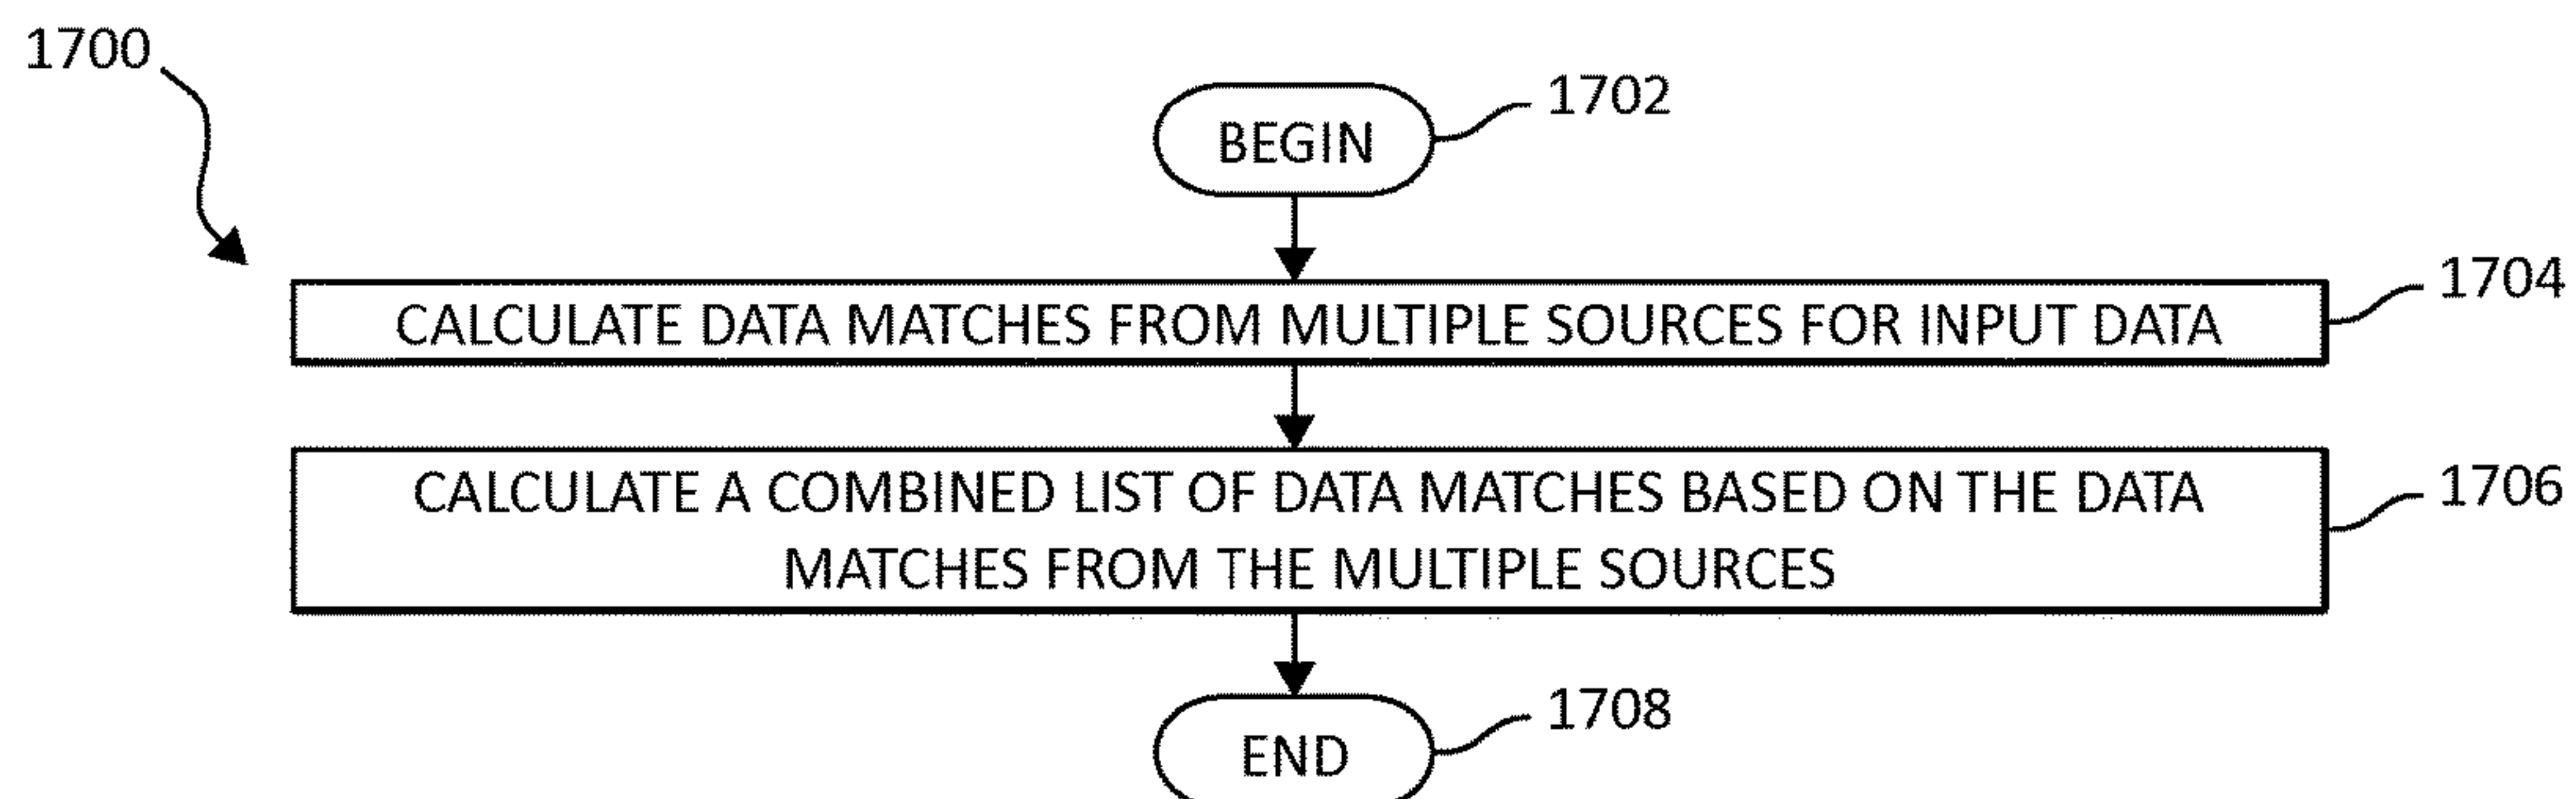 1700
BEGIN
1702
CALCULATE DATA MATCHES FROM MULTIPLE SOURCES FOR INPUT DATA
1704
CALCULATE A COMBINED LIST OF DATA MATCHES BASED ON THE DATA
MATCHES FROM THE MULTIPLE SOURCES
1706
END
1708